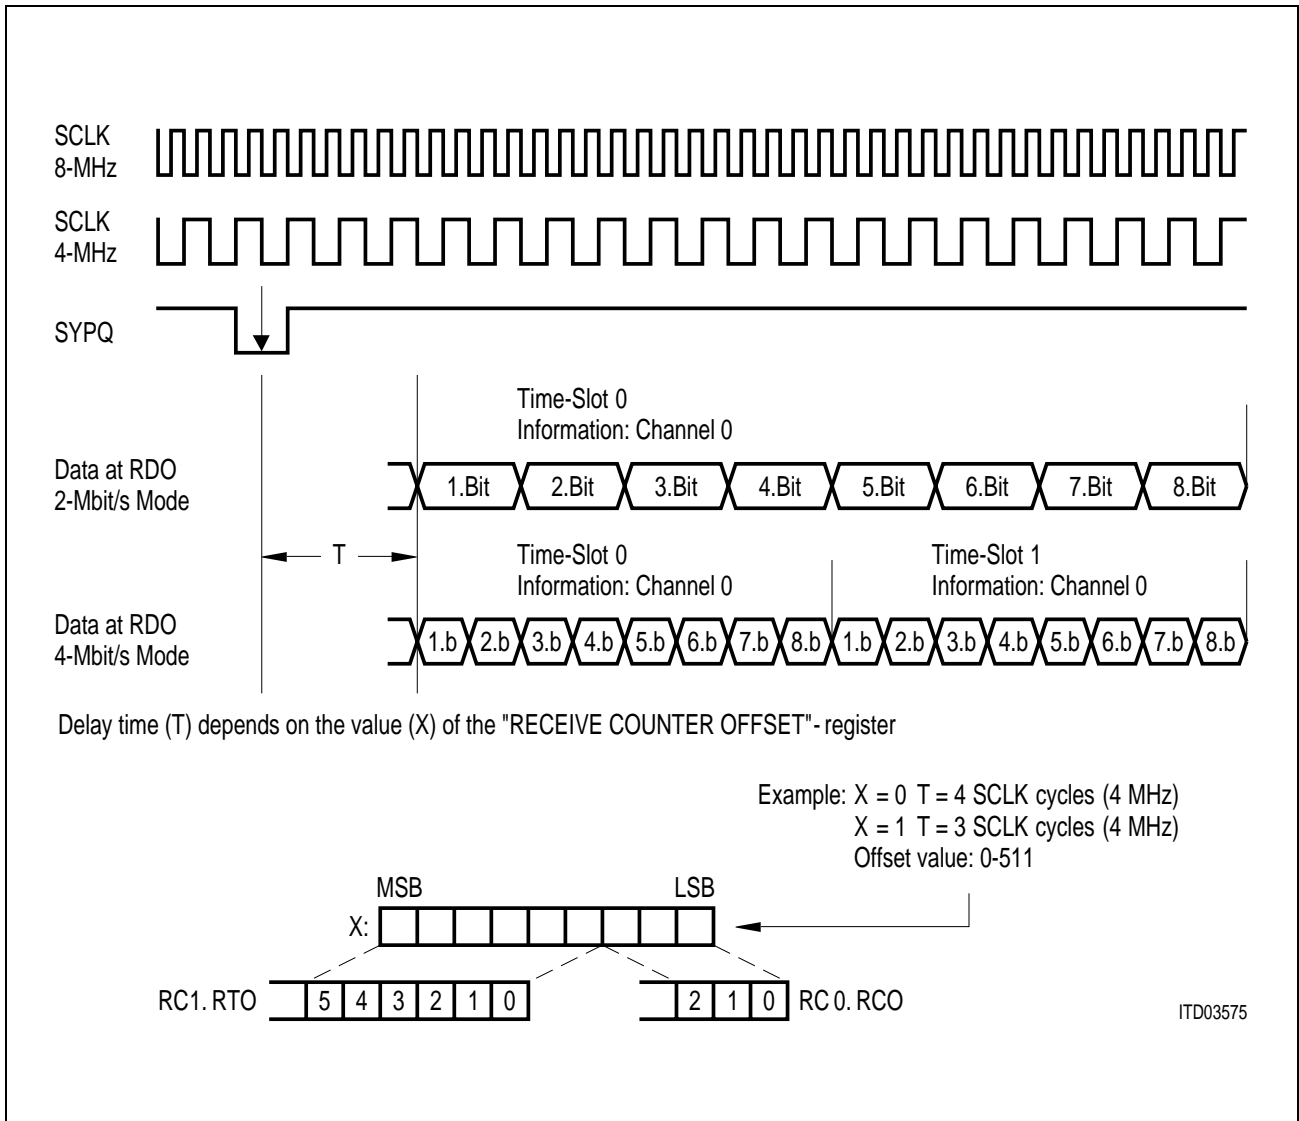 SCLK
8-MHz
SCLK
4-MHz
SYPQ
Time-Slot 0
Information: Channel 0
Data at RDO
2-Mbit/s Mode
1.Bit 2.Bit 3.Bit 4.Bit 5.Bit 6.Bit 7.Bit 8.Bit
T
Time-Slot 0
Information: Channel 0
Time-Slot 1
Information: Channel 0
Data at RDO
4-Mbit/s Mode
1.b 2.b 3.b 4.b 5.b 6.b 7.b 8.b 1.b 2.b 3.b 4.b 5.b 6.b 7.b 8.b
Delay time (T) depends on the value (X) of the "RECEIVE COUNTER OFFSET"- register
Example: X = 0 T = 4 SCLK cycles (4 MHz)
X = 1 T = 3 SCLK cycles (4 MHz)
Offset value: 0-511
MSB LSB
X:
RC1. RTO 5 4 3 2 1 0 2 1 0 RC 0. RCO
ITD03575